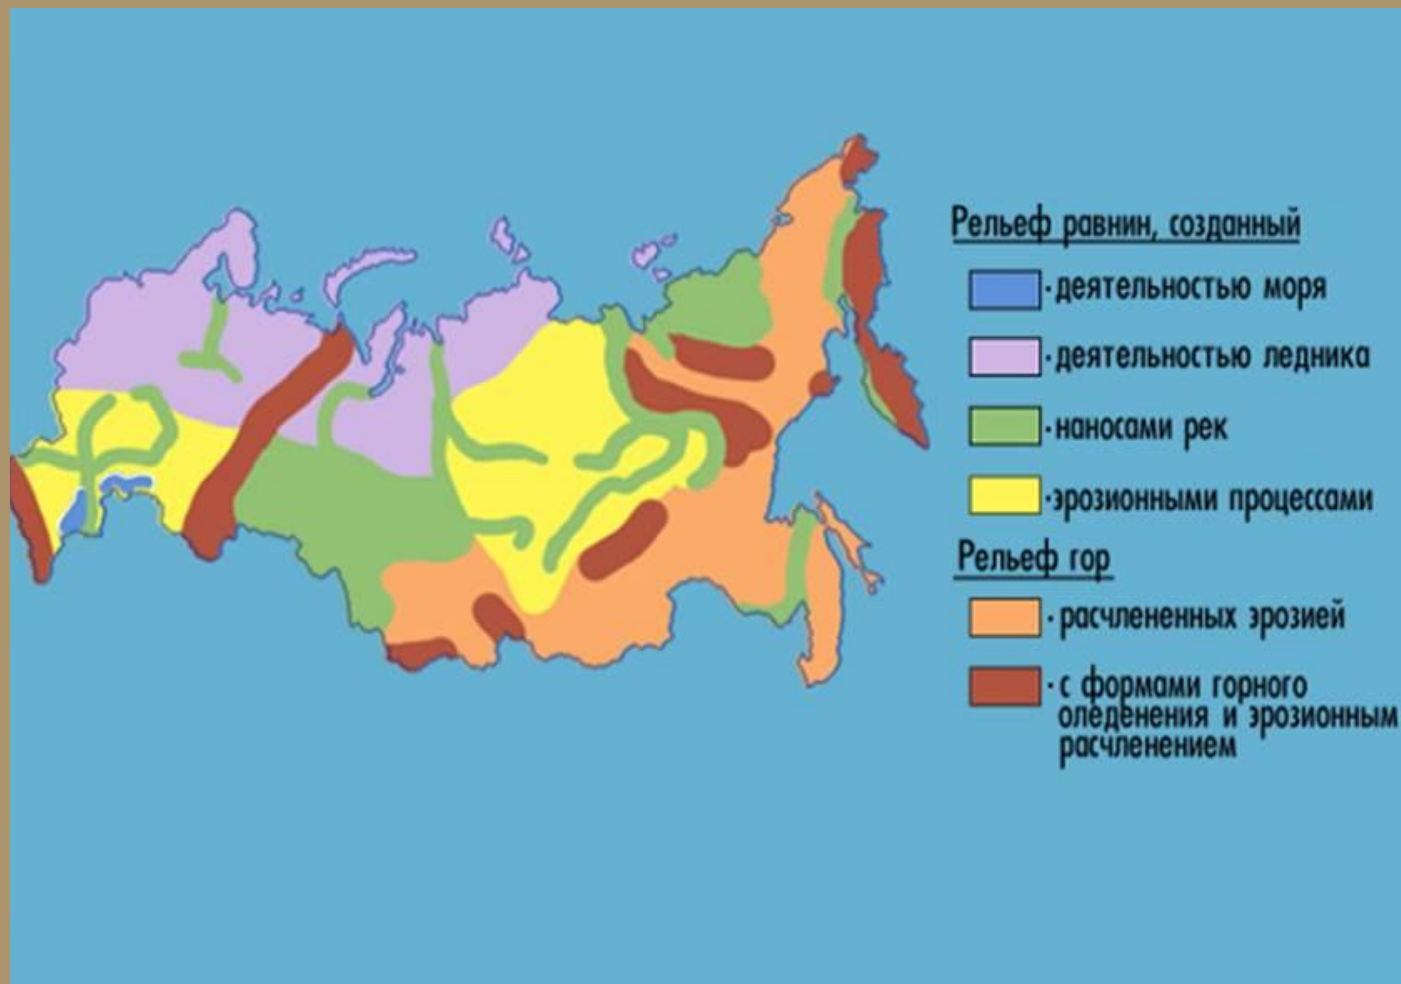 Рельеф равнин, созданный
·деятельностью моря
·деятельностью ледника
·наносами рек
·эрозионными процессами
Рельеф гор
· расчлененных эрозией
· с формами горного
оледенения и эрозионным
расчленением